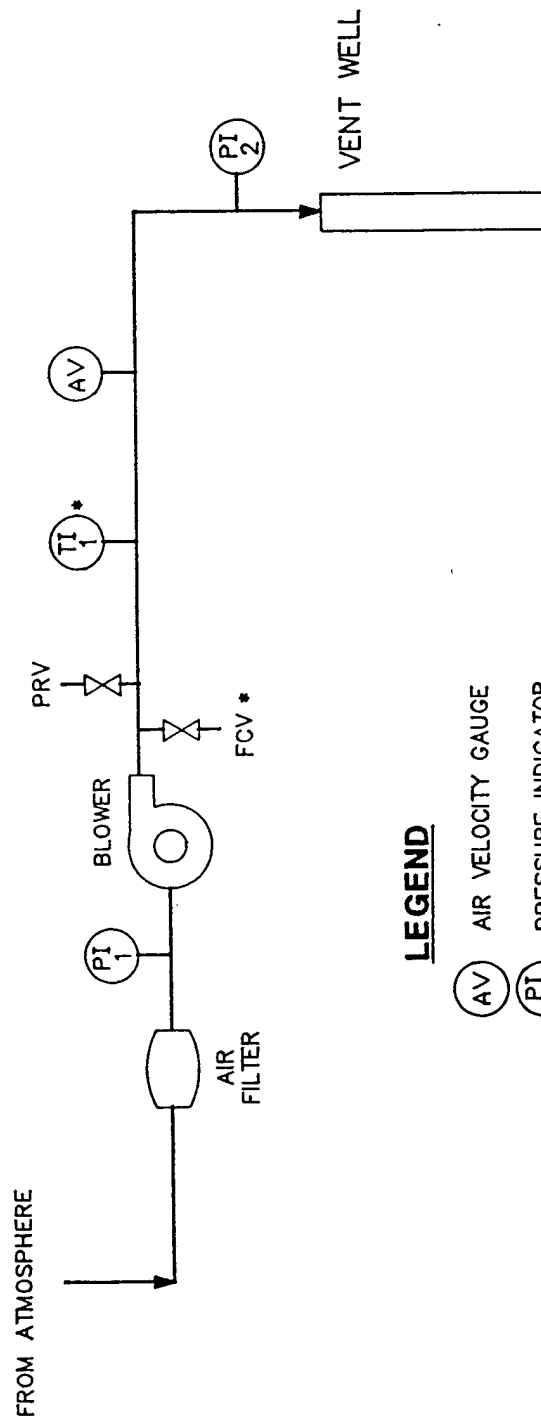 FROM ATMOSPHERE
AIR
FILTER
PI
1
BLOWER
PRV
FCV *
TI *
1
AV
PI
2
VENT WELL
LEGEND
AV AIR VELOCITY GAUGE
PI PRESSURE INDICATOR